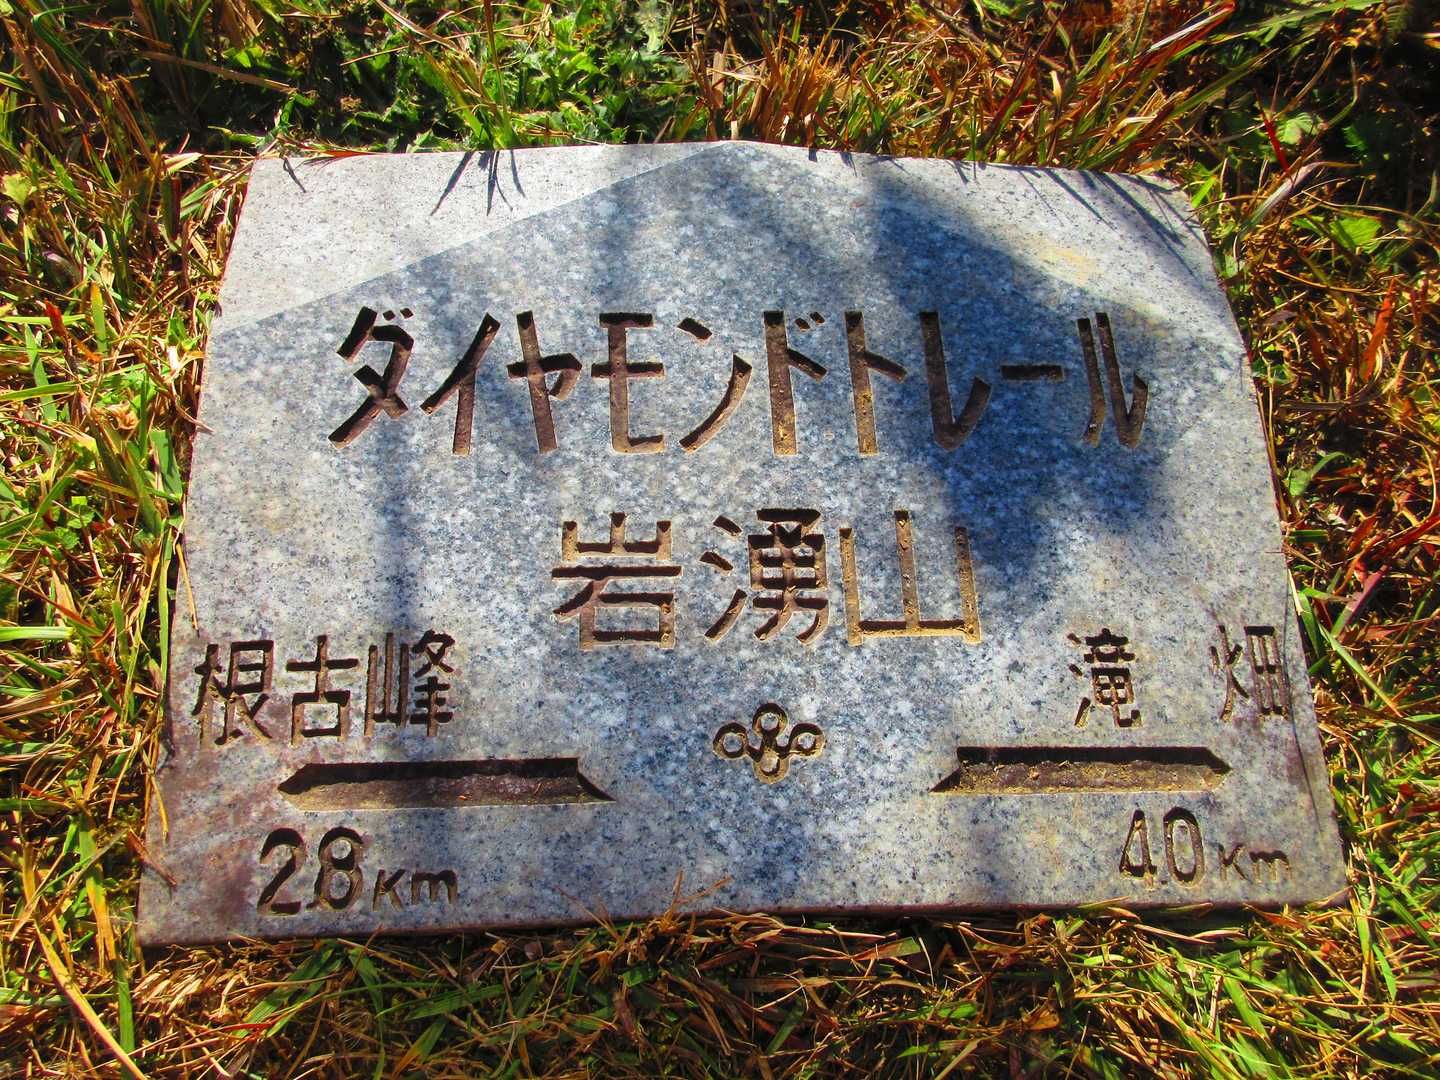 ダイヤモンドトレール
岩湧山
根古峰 滝畑
28Km 40Km